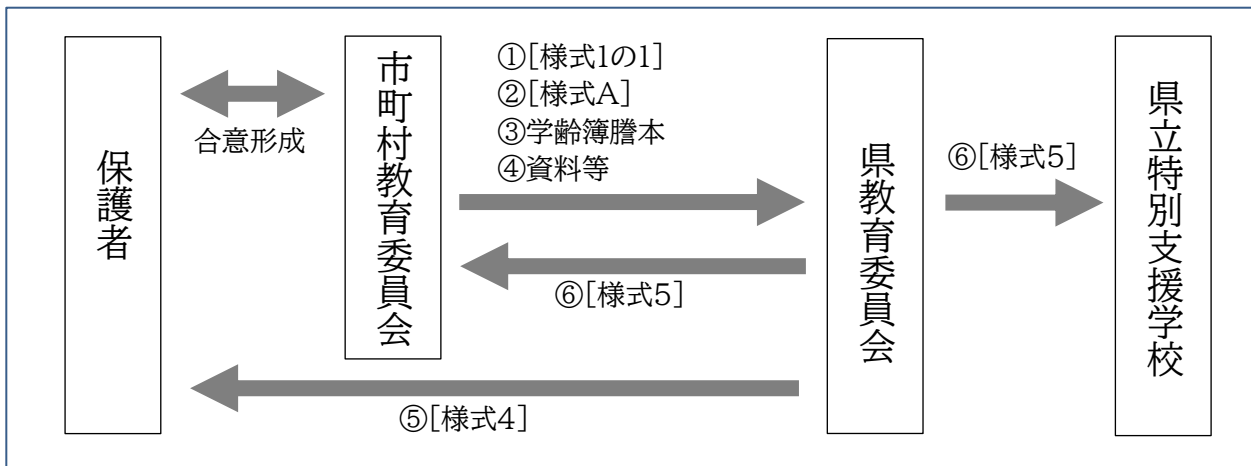 保護者
合意形成
市町村教育委員会
①[様式1の1]
②[様式A]
③学齢簿謄本
④資料等
⑥[様式5]
⑤[様式4]
県教育委員会
⑥[様式5]
県立特別支援学校